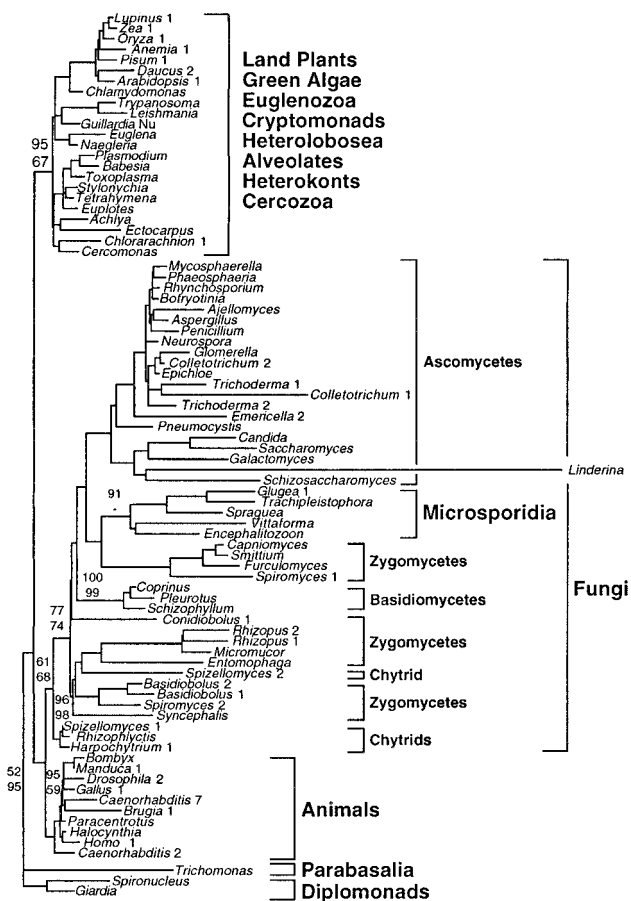 Lupinus 1
Zea 1
Oryza 1
Anemia 1
Pisum 1
Daucus 2
Arabidopsis 1
Chlamydomonas
Trypanosoma
Leishmania
Guillardia Nu
Euglena
Naegleria
Plasmodium
Babesia
Toxoplasma
Stylonychia
Tetrahymena
Euplotes
Achlya
Ectocarpus
Chlorarachnion 1
Cercomonas
95
67
Land Plants
Green Algae
Euglenozoa
Cryptomonads
Heterolobosea
Alveolates
Heterokonts
Cercozoa
Mycosphaerella
Phaeosphaeria
Rhynchosporium
Botryotinia
Ajellomyces
Aspergillus
Penicillium
Neurospora
Glomerella
Colletotrichum 2
Epichloe
Trichoderma 1
Colletotrichum 1
Trichoderma 2
Emericella 2
Pneumocystis
Candida
Saccharomyces
Galactomyces
Linderina
Schizosaccharomyces
Ascomycetes
91
Glugea 1
Trachipleistophora
Spraguea
Vittaforma
Encephalitozoon
Microsporidia
Capniomyces
Smittium
Furculomyces
Spiromyces 1
Zygomycetes
Fungi
100
99
Coprinus
Pleurotus
Schizophyllum
Basidiomycetes
77
74
Conidiobolus 1
Rhizopus 2
Rhizopus 1
Micromucor
Entomophaga
Zygomycetes
61
68
Spizellomyces 2
Chytrid
96
98
Basidiobolus 2
Basidiobolus 1
Spiromyces 2
Syncephalis
Zygomycetes
Spizellomyces 1
Rhizophlyctis
Harpochytrium 1
Chytrids
52
95
95
59
Bombyx
Manduca 1
Drosophila 2
Gallus 1
Caenorhabditis 7
Brugia 1
Paracentrotus
Halocynthia
Homo 1
Caenorhabditis 2
Animals
Trichomonas
Parabasalia
Spironucleus
Giardia
Diplomonads